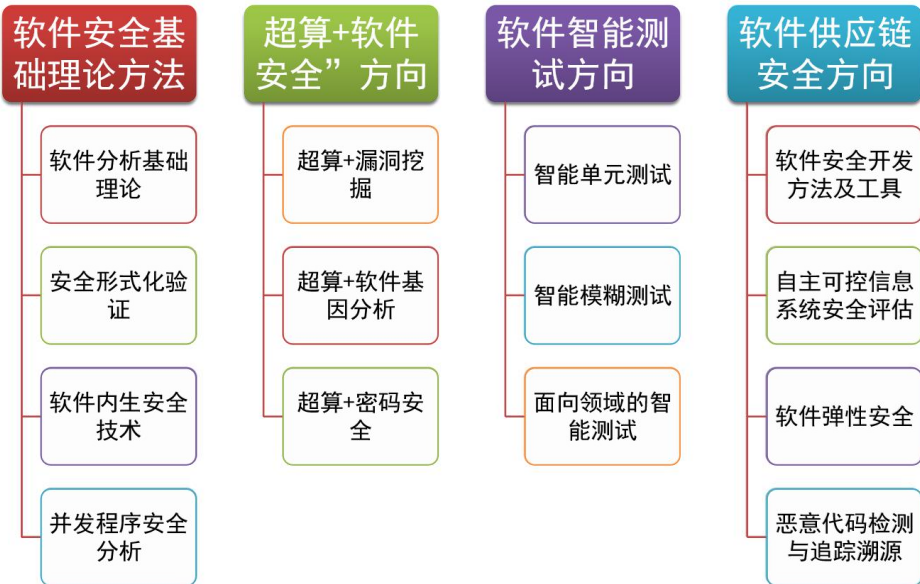 软件安全基
础理论方法
软件分析基础
理论
安全形式化验
证
软件内生安全
技术
并发程序安全
分析
超算+软件
安全”方向
超算+漏洞挖
掘
超算+软件基
因分析
超算+密码安
全
软件智能测
试方向
智能单元测试
智能模糊测试
面向领域的智
能测试
软件供应链
安全方向
软件安全开发
方法及工具
自主可控信息
系统安全评估
软件弹性安全
恶意代码检测
与追踪溯源